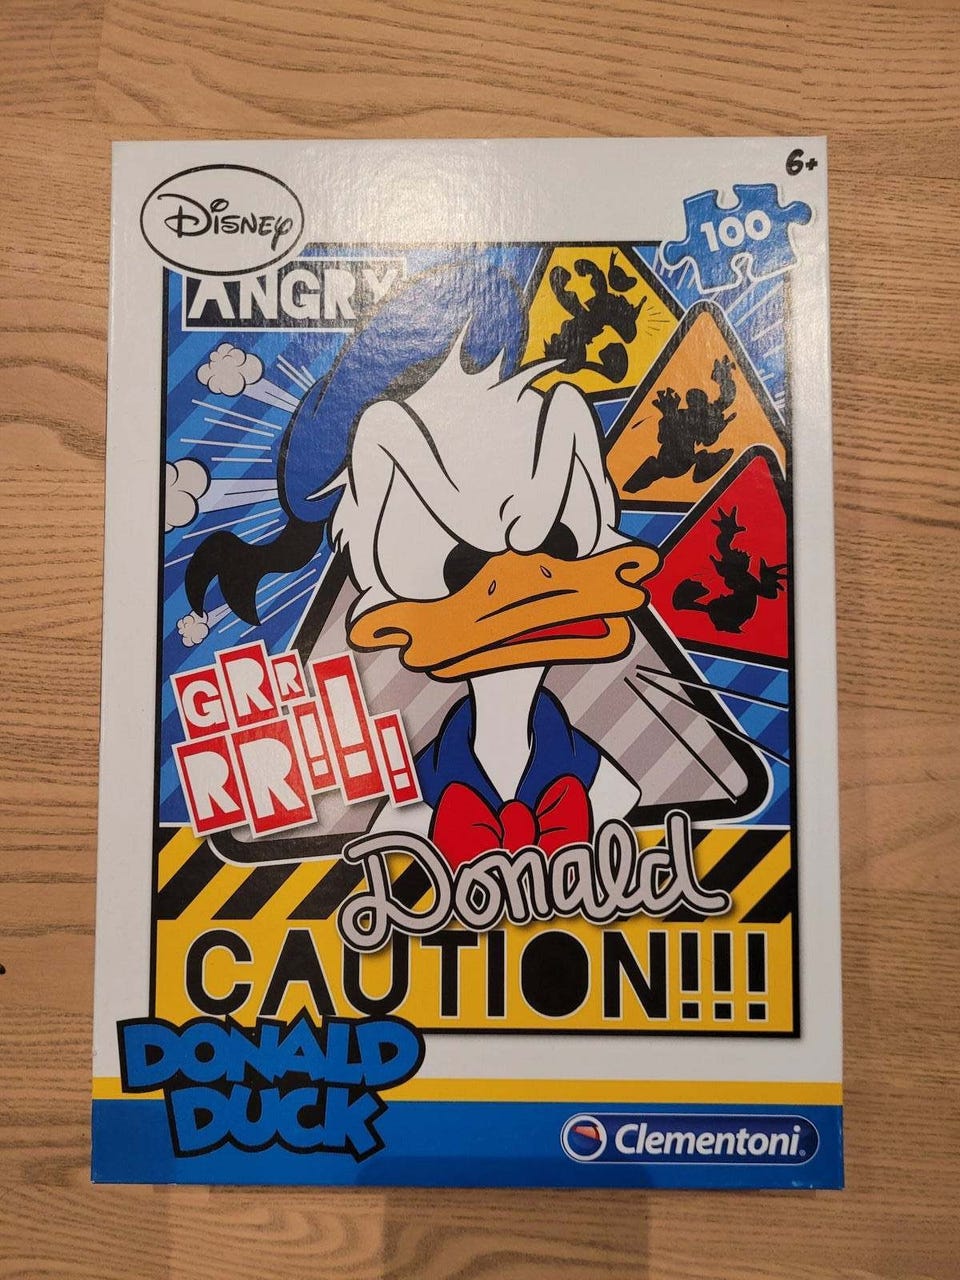 6+
Disney
100
ANGRY
GRR
RR!!!
Donald
CAUTION!!!
DONALD
DUCK
Clementoni®